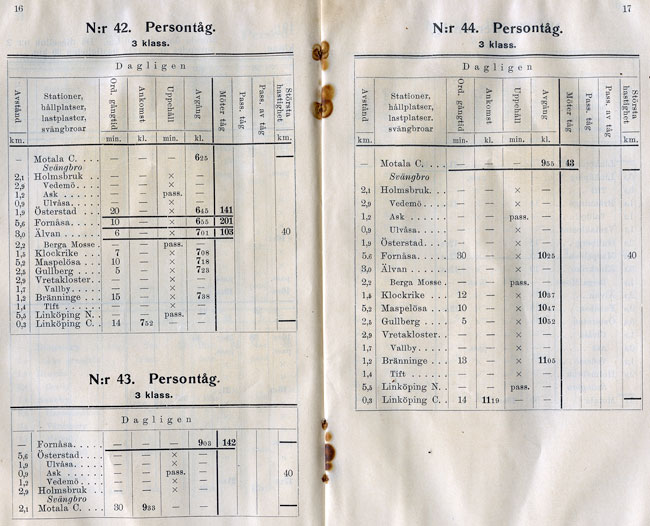 16
N:r 42. Persontåg.
3 klass.
Dagligen
Avstånd | Stationer, hållplatser, lastplatser, svängbroar | Ord. gångtid | Ankomst | Uppehåll | Avgång | Möter tåg | Pass. tåg | Pass. av tåg | Största hastighet
km. | min. | kl. | min. | kl. | km.
— Motala C. . . . — — — 625 —
Svängbro
2,1 Holmsbruk . . — — × —
2,9 Vedemö . . . — — × —
1,2 Ask . . . . . — — pass. —
0,9 Ulvåsa. . . . — — × —
1,9 Österstad . . . 20 — × 645 141
5,6 Fornåsa. . . . . 10 — × 655 201
3,0 Älvan . . . . . . 6 — × 701 103 40
2,2 Berga Mosse . — — pass. —
1,5 Klockrike . . . 7 — × 708
5,2 Maspelösa . . . 10 — × 718
2,5 Gullberg . . . . 5 — × 723
2,9 Vretakloster. . — — × —
1,7 Vallby. . . . . — — × —
1,2 Bränninge . . . 15 — × 738
1,4 Tift . . . . . — — × —
5,5 Linköping N. . — — pass. —
0,3 Linköping C. . 14 752 — — —
N:r 43. Persontåg.
3 klass.
Dagligen
— Fornåsa. . . . . — — — 903 142 —
5,6 Österstad. . . . — — × —
1,9 Ulvåsa. . . . — — × —
0,9 Ask . . . . . — — pass. — 40
1,2 Vedemö . . . — — × —
2,9 Holmsbruk . . — — × —
Svängbro
2,1 Motala C. . . . 30 933 — — —
17
N:r 44. Persontåg.
3 klass.
Dagligen
Avstånd | Stationer, hållplatser, lastplatser, svängbroar | Ord. gångtid | Ankomst | Uppehåll | Avgång | Möter tåg | Pass. tåg | Pass. av tåg | Största hastighet
km. | min. | kl. | min. | kl. | km.
— Motala C. . . . — — — 955 43 —
Svängbro
2,1 Holmsbruk. . . — — × —
2,9 Vedemö. . . . — — × —
1,2 Ask . . . . . — — pass. —
0,9 Ulvåsa. . . . — — × —
1,9 Österstad. . . . — — × —
5,6 Fornåsa. . . . . 30 — × 1025 40
3,0 Älvan . . . . . — — × —
2,2 Berga Mosse . — — pass. —
1,5 Klockrike . . . 12 — × 1037
5,2 Maspelösa . . . 10 — × 1047
2,5 Gullberg . . . . 5 — × 1052
2,9 Vretakloster. . — — × —
1,7 Vallby. . . . . — — × —
1,2 Bränninge . . . 13 — × 1105
1,4 Tift . . . . . — — × —
5,5 Linköping N. . — — pass. —
0,3 Linköping C. . 14 1119 — — —